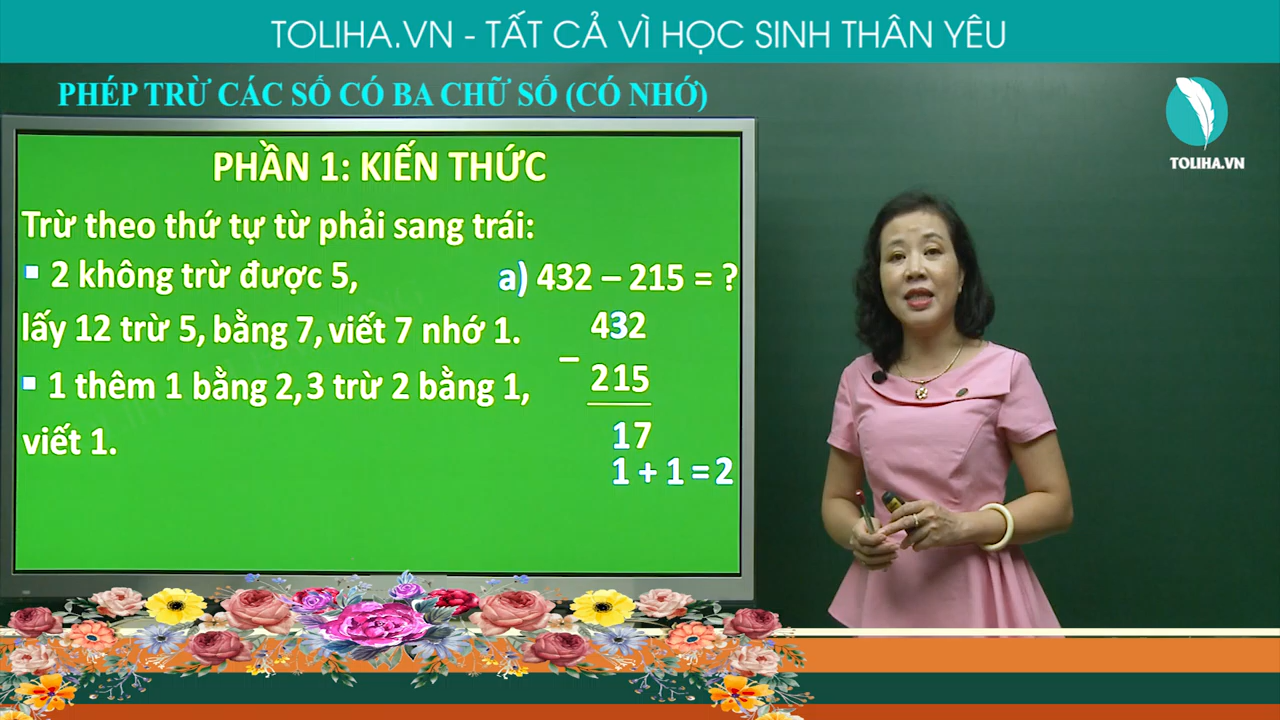 TOLIHA.VN - TẤT CẢ VÌ HỌC SINH THÂN YÊU
PHÉP TRỪ CÁC SỐ CÓ BA CHỮ SỐ (CÓ NHỚ)
TOLIHA.VN
PHẦN 1: KIẾN THỨC
Trừ theo thứ tự từ phải sang trái:
▪ 2 không trừ được 5,
lấy 12 trừ 5, bằng 7, viết 7 nhớ 1.
▪ 1 thêm 1 bằng 2, 3 trừ 2 bằng 1,
viết 1.
a) 432 – 215 = ?
432
–
215
17
1 + 1 = 2